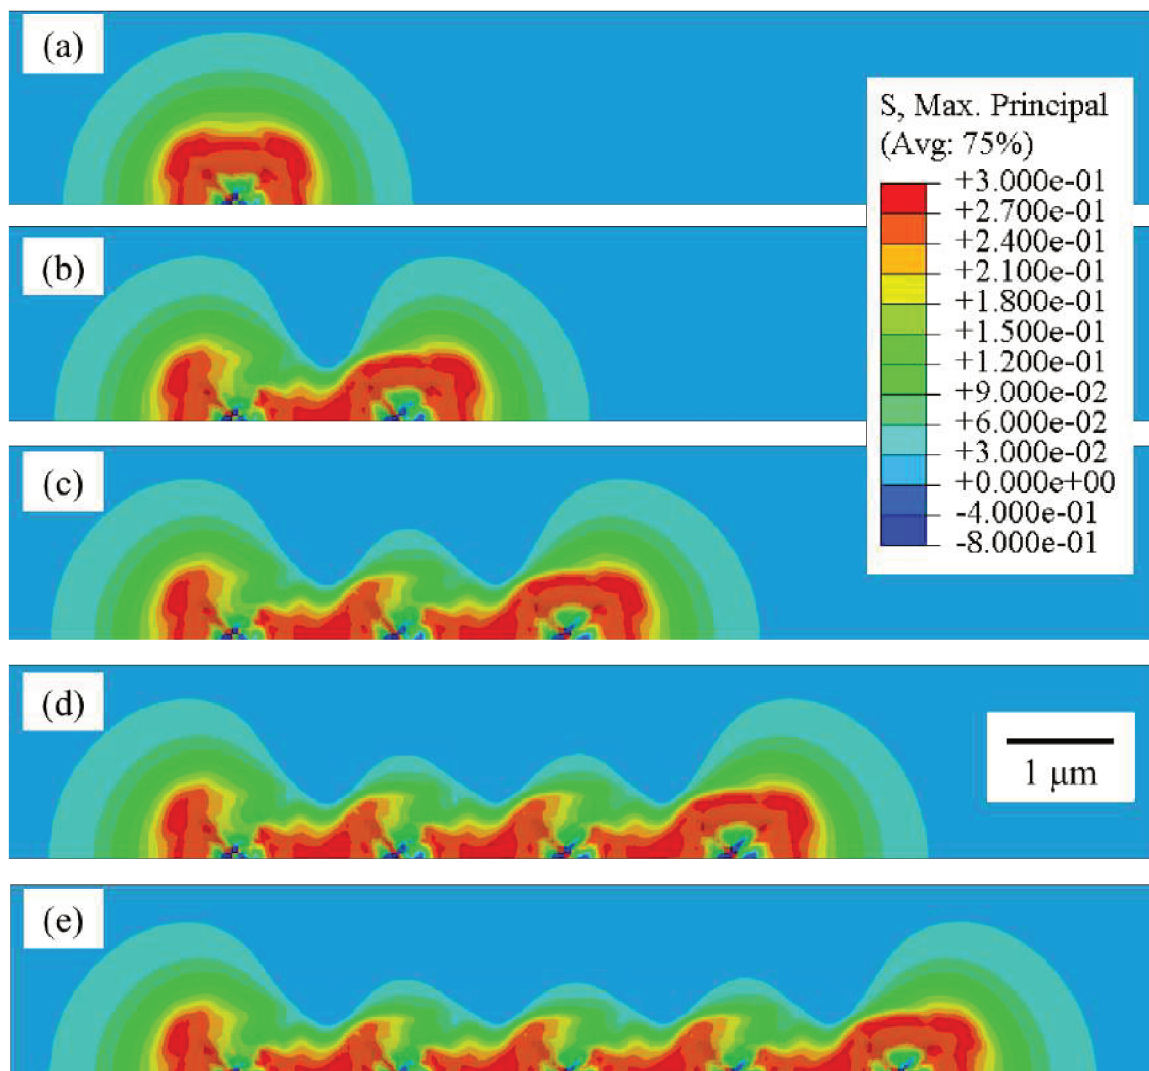 (a)
S, Max. Principal
(Avg: 75%)
+3.000e-01
+2.700e-01
+2.400e-01
+2.100e-01
+1.800e-01
+1.500e-01
+1.200e-01
+9.000e-02
+6.000e-02
+3.000e-02
+0.000e+00
-4.000e-01
-8.000e-01
(b)
(c)
(d)
1 μm
(e)